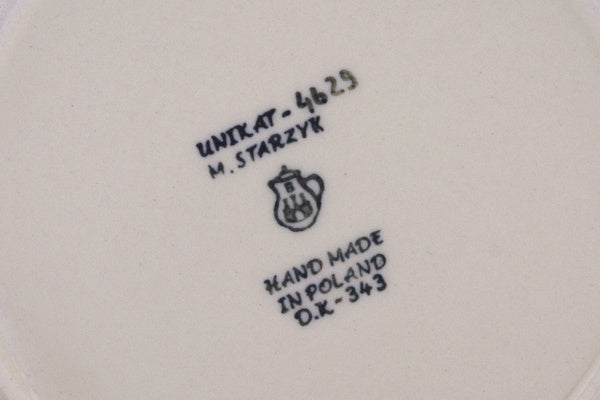 UNIKAT - 4629
M. STARZYK
B
HAND MADE
IN POLAND
D.K - 343